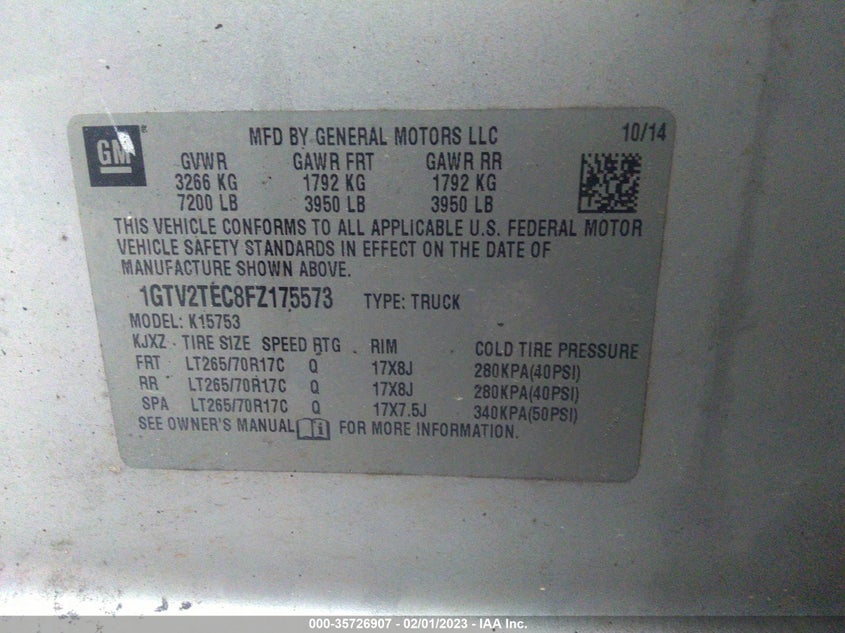 GM ®
MFD BY GENERAL MOTORS LLC 10/14
GVWR GAWR FRT GAWR RR
3266 KG 1792 KG 1792 KG
7200 LB 3950 LB 3950 LB
THIS VEHICLE CONFORMS TO ALL APPLICABLE U.S. FEDERAL MOTOR
VEHICLE SAFETY STANDARDS IN EFFECT ON THE DATE OF
MANUFACTURE SHOWN ABOVE.
1GTV2TEC8FZ175573 TYPE: TRUCK
MODEL: K15753
KJXZ TIRE SIZE SPEED RTG RIM COLD TIRE PRESSURE
FRT LT265/70R17C Q 17X8J 280KPA(40PSI)
RR LT265/70R17C Q 17X8J 280KPA(40PSI)
SPA LT265/70R17C Q 17X7.5J 340KPA(50PSI)
SEE OWNER'S MANUAL FOR MORE INFORMATION.
000-35726907 - 02/01/2023 - IAA Inc.